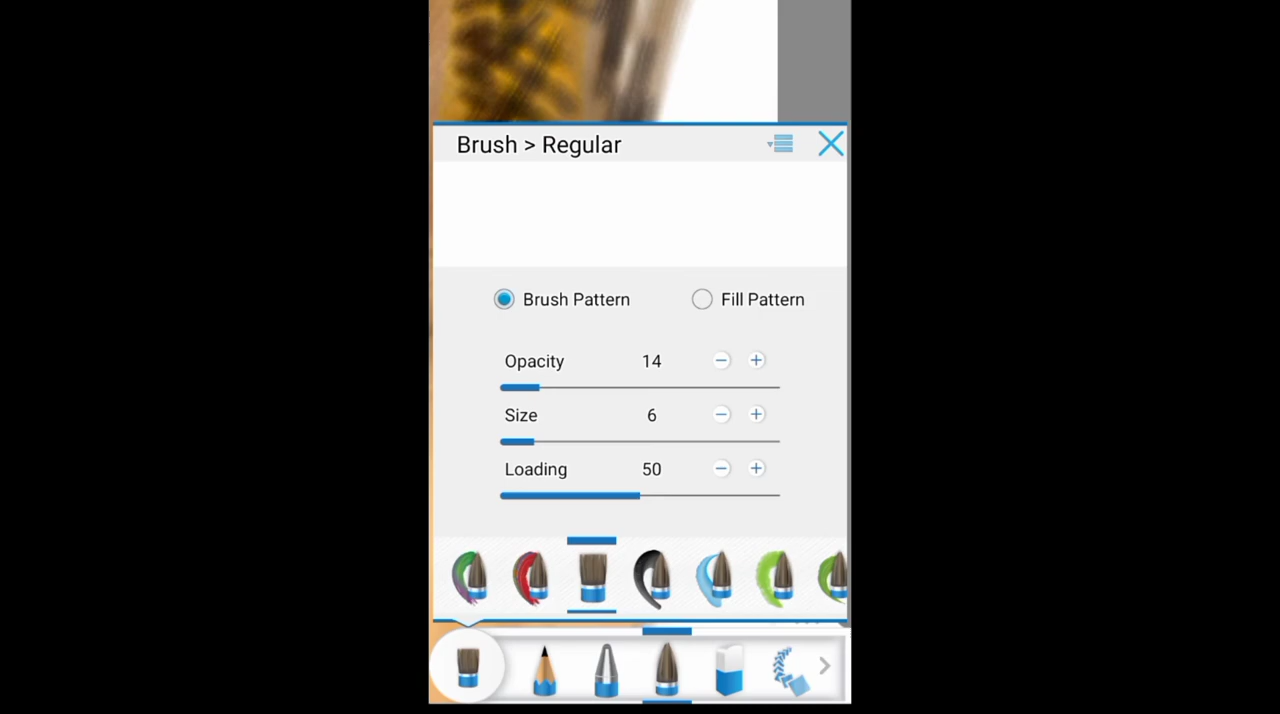 Brush > Regular
Brush Pattern
Fill Pattern
Opacity 14
Size 6
Loading 50